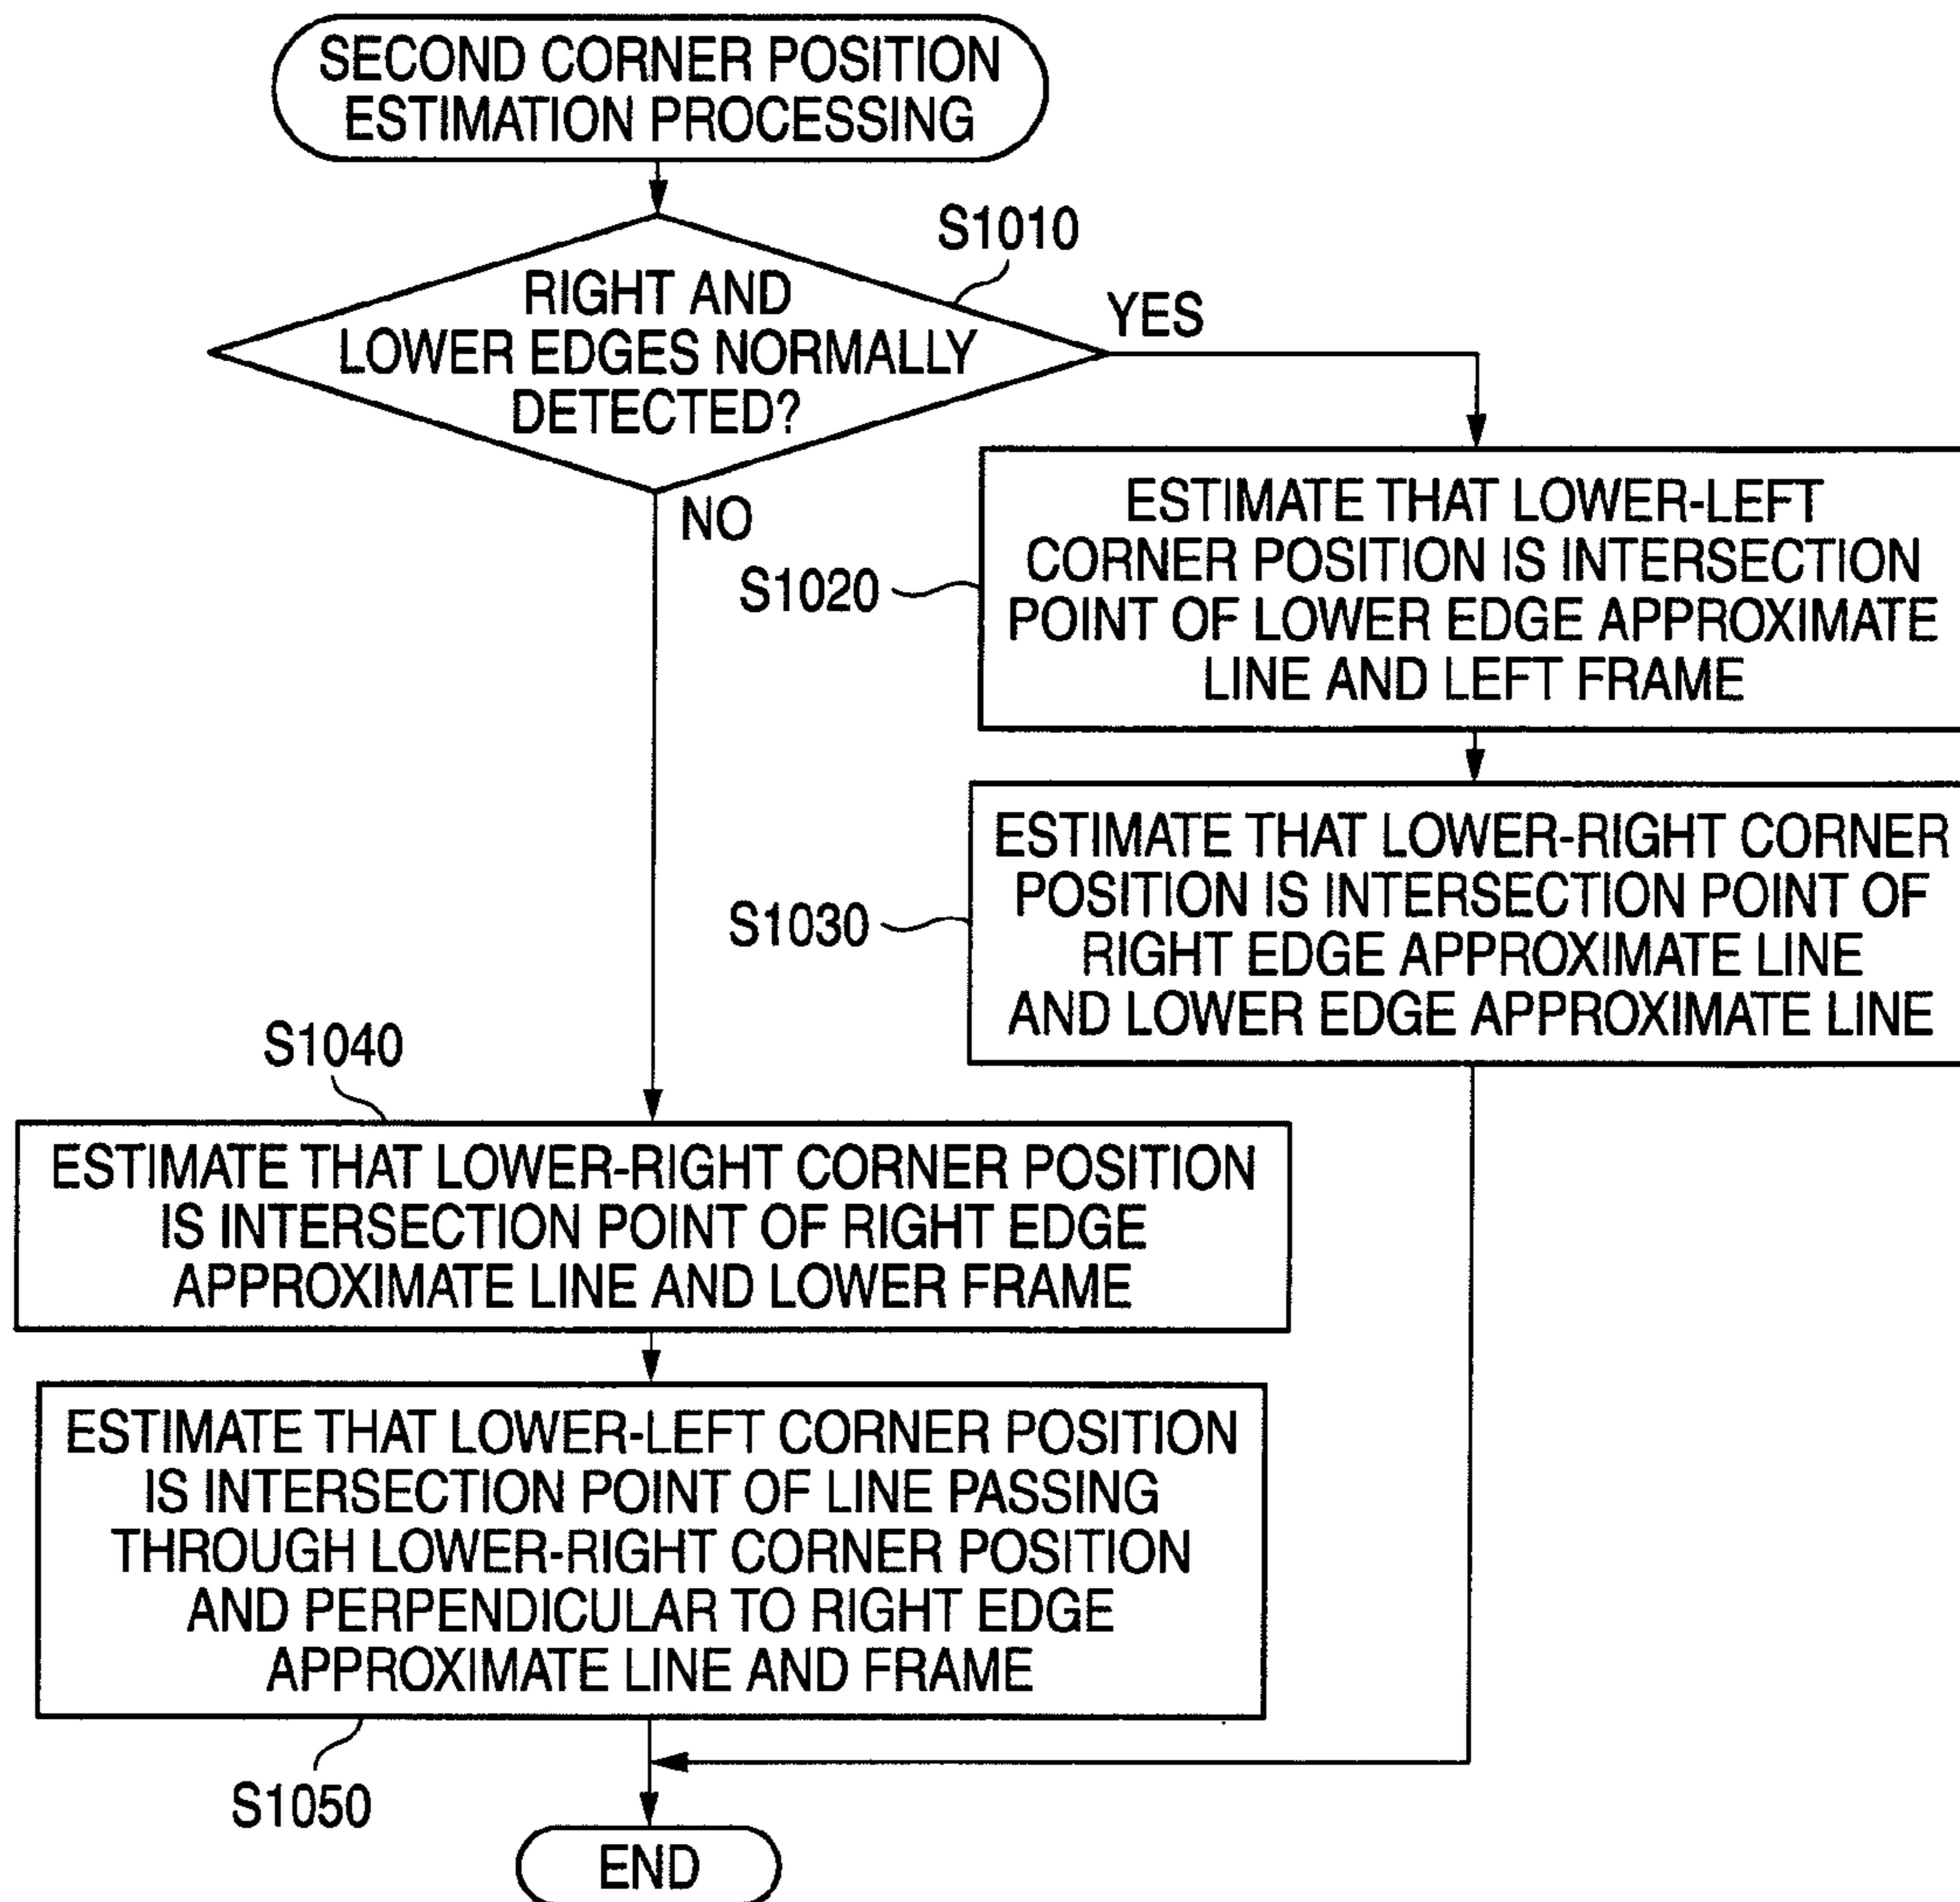 SECOND CORNER POSITION
ESTIMATION PROCESSING
S1010
RIGHT AND
LOWER EDGES NORMALLY
DETECTED?
YES
NO
S1020
ESTIMATE THAT LOWER-LEFT
CORNER POSITION IS INTERSECTION
POINT OF LOWER EDGE APPROXIMATE
LINE AND LEFT FRAME
S1030
ESTIMATE THAT LOWER-RIGHT CORNER
POSITION IS INTERSECTION POINT OF
RIGHT EDGE APPROXIMATE LINE
AND LOWER EDGE APPROXIMATE LINE
S1040
ESTIMATE THAT LOWER-RIGHT CORNER POSITION
IS INTERSECTION POINT OF RIGHT EDGE
APPROXIMATE LINE AND LOWER FRAME
ESTIMATE THAT LOWER-LEFT CORNER POSITION
IS INTERSECTION POINT OF LINE PASSING
THROUGH LOWER-RIGHT CORNER POSITION
AND PERPENDICULAR TO RIGHT EDGE
APPROXIMATE LINE AND FRAME
S1050
END